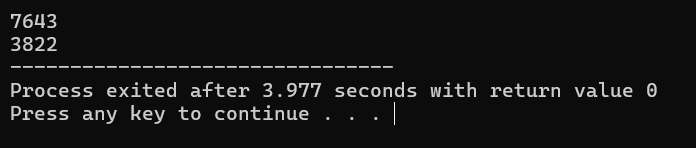 7643
3822
--------------------------------
Process exited after 3.977 seconds with return value 0
Press any key to continue . . .